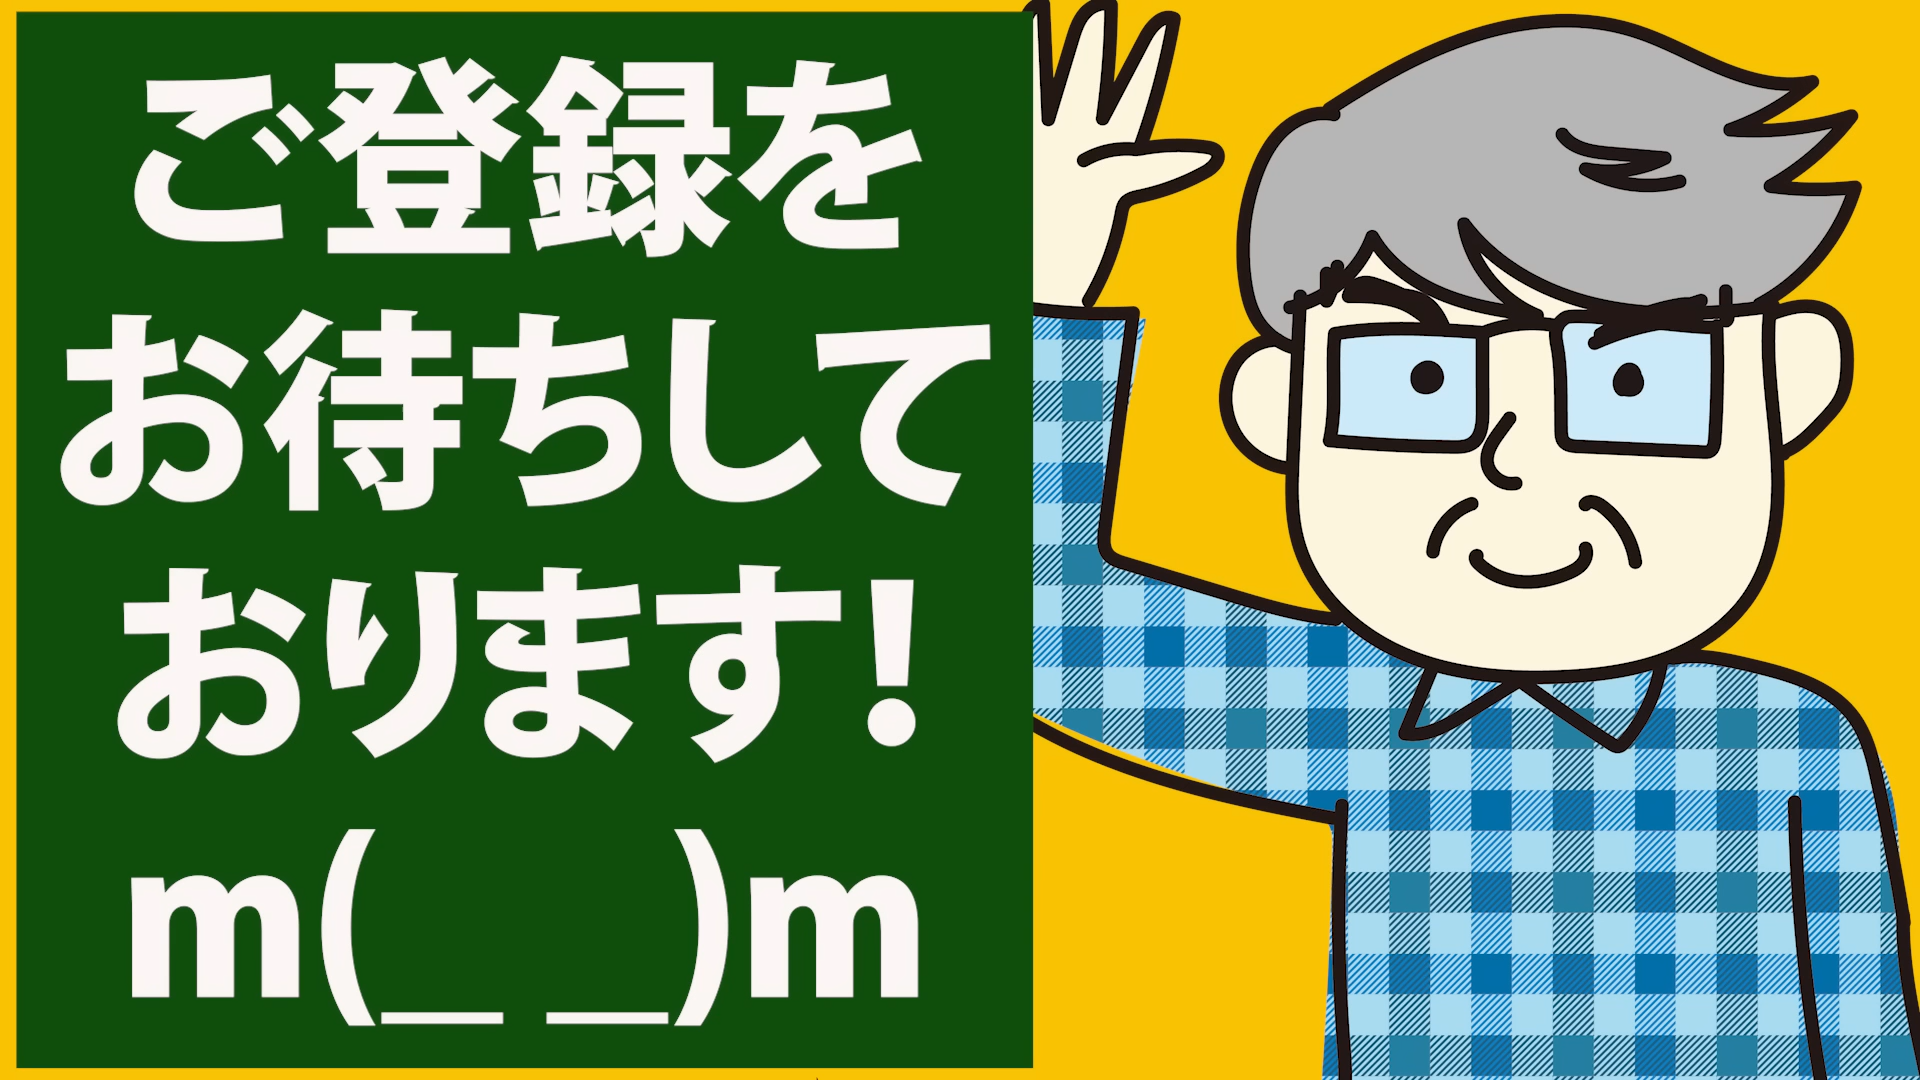 ご登録を
お待ちして
おります！
m(_ _)m